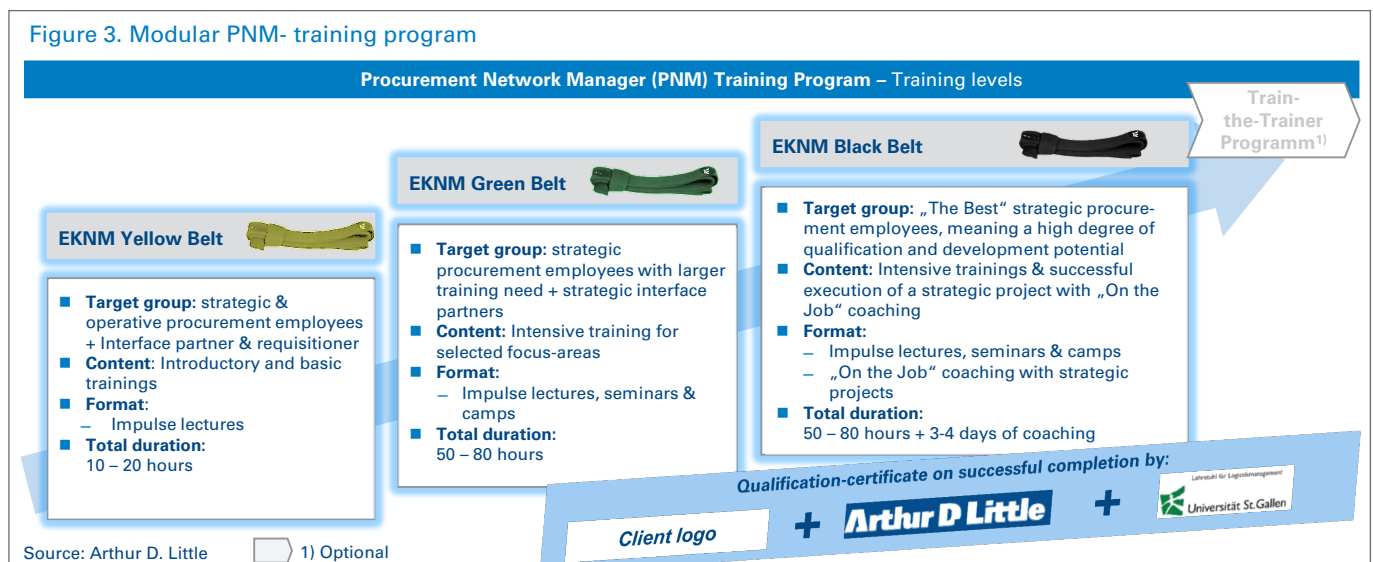 Figure 3. Modular PNM- training program
Procurement Network Manager (PNM) Training Program – Training levels
Train-
the-Trainer
Programm1)
EKNM Black Belt
EKNM Green Belt
EKNM Yellow Belt
■ Target group: strategic &
operative procurement employees
+ Interface partner & requisitioner
■ Content: Introductory and basic
trainings
■ Format:
– Impulse lectures
■ Total duration:
10 – 20 hours
■ Target group: strategic
procurement employees with larger
training need + strategic interface
partners
■ Content: Intensive training for
selected focus-areas
■ Format:
– Impulse lectures, seminars &
camps
■ Total duration:
50 – 80 hours
■ Target group: „The Best“ strategic procure-
ment employees, meaning a high degree of
qualification and development potential
■ Content: Intensive trainings & successful
execution of a strategic project with „On the
Job“ coaching
■ Format:
– Impulse lectures, seminars & camps
– „On the Job“ coaching with strategic
projects
■ Total duration:
50 – 80 hours + 3-4 days of coaching
Qualification-certificate on successful completion by:
Client logo + Arthur D Little + Lehrstuhl für Logistikmanagement
Universität St.Gallen
Source: Arthur D. Little 1) Optional